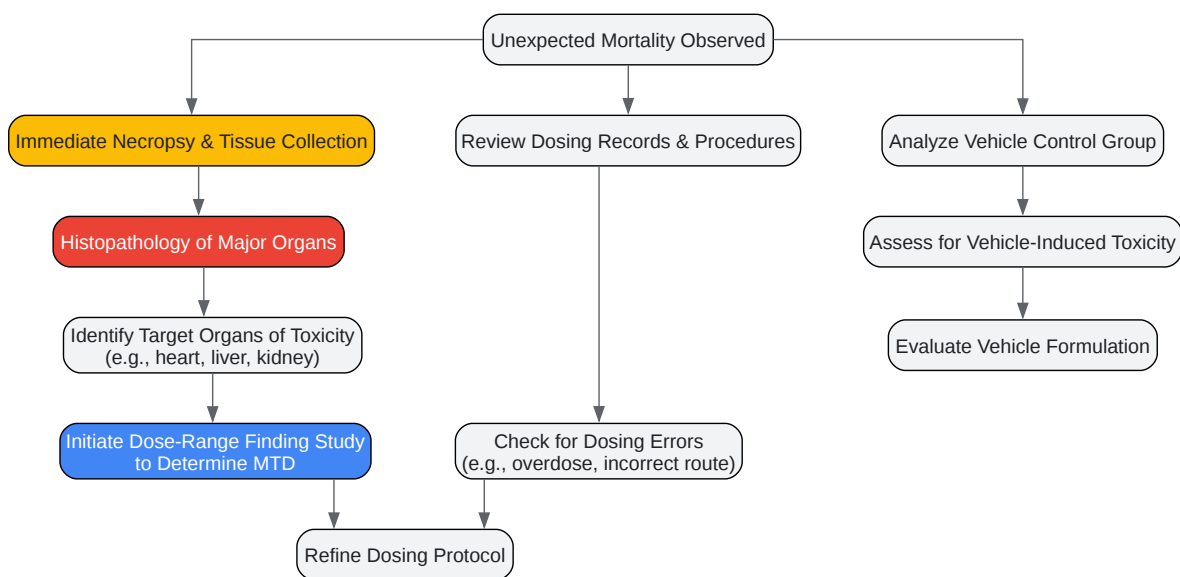 Unexpected Mortality Observed
Immediate Necropsy & Tissue Collection
Review Dosing Records & Procedures
Analyze Vehicle Control Group
Histopathology of Major Organs
Assess for Vehicle-Induced Toxicity
Identify Target Organs of Toxicity
(e.g., heart, liver, kidney)
Evaluate Vehicle Formulation
Initiate Dose-Range Finding Study
to Determine MTD
Check for Dosing Errors
(e.g., overdose, incorrect route)
Refine Dosing Protocol